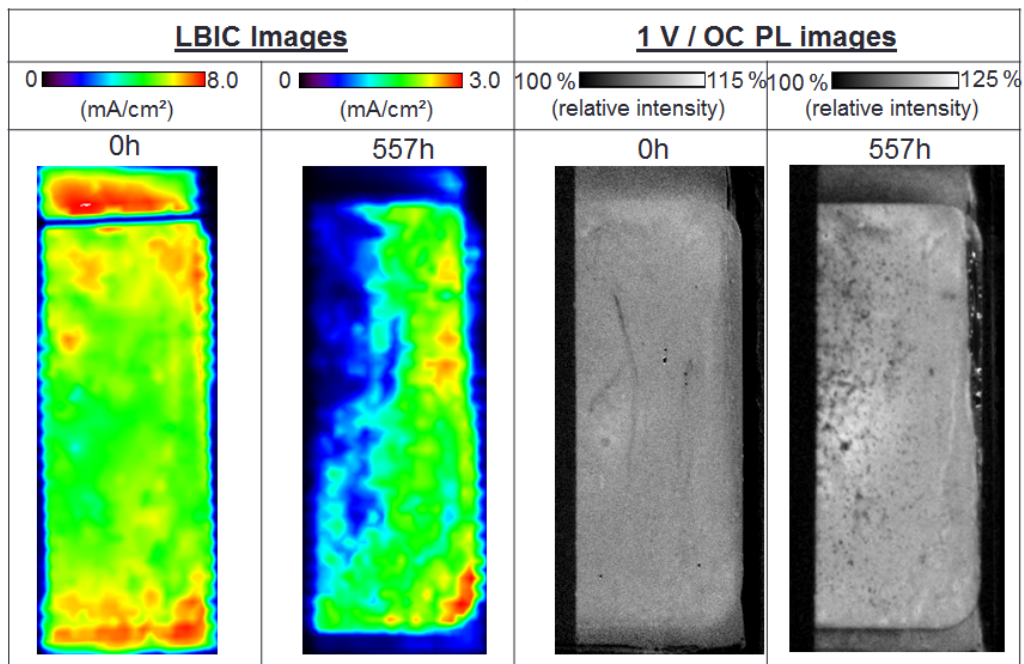 LBIC Images
1 V / OC PL images
0 8.0
(mA/cm²)
0 3.0
(mA/cm²)
100 % 115 %
(relative intensity)
100 % 125 %
(relative intensity)
0h
557h
0h
557h